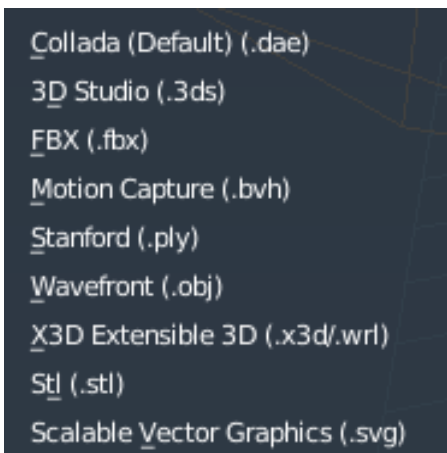 Collada (Default) (.dae)
3D Studio (.3ds)
FBX (.fbx)
Motion Capture (.bvh)
Stanford (.ply)
Wavefront (.obj)
X3D Extensible 3D (.x3d/.wrl)
Stl (.stl)
Scalable Vector Graphics (.svg)